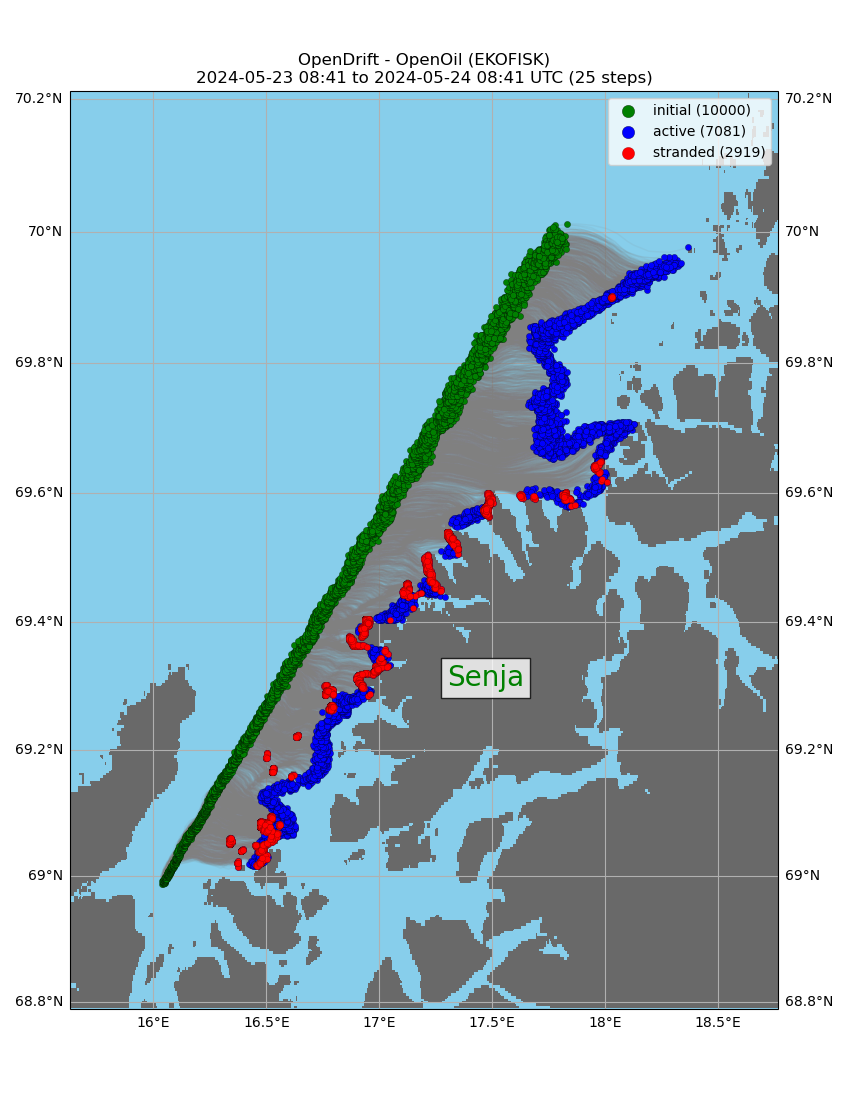 OpenDrift - OpenOil (EKOFISK)
2024-05-23 08:41 to 2024-05-24 08:41 UTC (25 steps)
70.2°N
70.2°N
initial (10000)
active (7081)
stranded (2919)
70°N
70°N
69.8°N
69.8°N
69.6°N
69.6°N
69.4°N
69.4°N
Senja
69.2°N
69.2°N
69°N
69°N
68.8°N
68.8°N
16°E
16.5°E
17°E
17.5°E
18°E
18.5°E